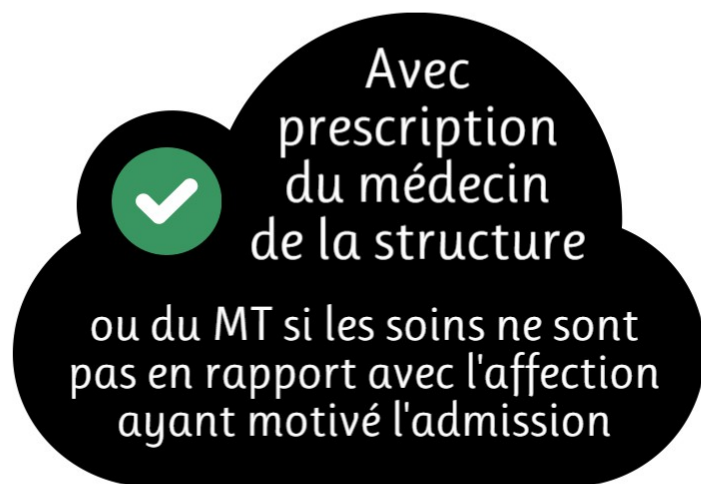 Avec
prescription
du médecin
de la structure
ou du MT si les soins ne sont
pas en rapport avec l'affection
ayant motivé l'admission